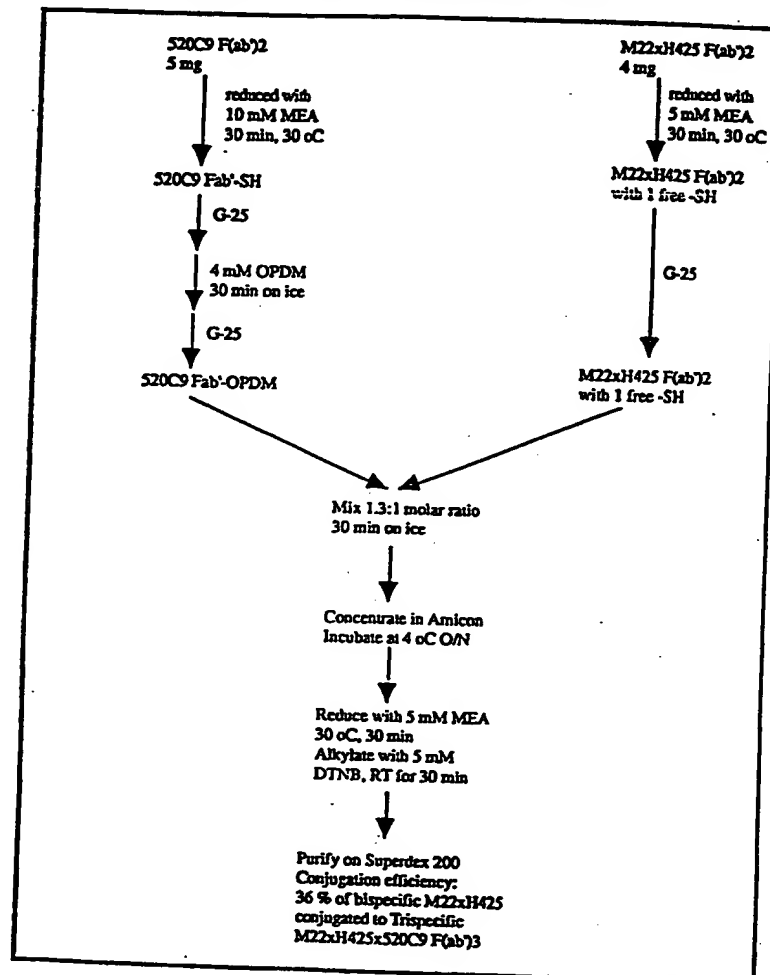 520C9 F(ab')2
5 mg
reduced with
10 mM MEA
30 min, 30 oC
520C9 Fab'-SH
G-25
4 mM OPDM
30 min on ice
G-25
520C9 Fab'-OPDM
M22xH425 F(ab')2
4 mg
reduced with
5 mM MEA
30 min, 30 oC
M22xH425 F(ab')2
with 1 free -SH
G-25
M22xH425 F(ab')2
with 1 free -SH
Mix 1.3:1 molar ratio
30 min on ice
Concentrate in Amicon
Incubate at 4 oC O/N
Reduce with 5 mM MEA
30 oC, 30 min
Alkylate with 5 mM
DTNB, RT for 30 min
Purify on Superdex 200
Conjugation efficiency:
36 % of bispecific M22xH425
conjugated to Trispecific
M22xH425x520C9 F(ab')3